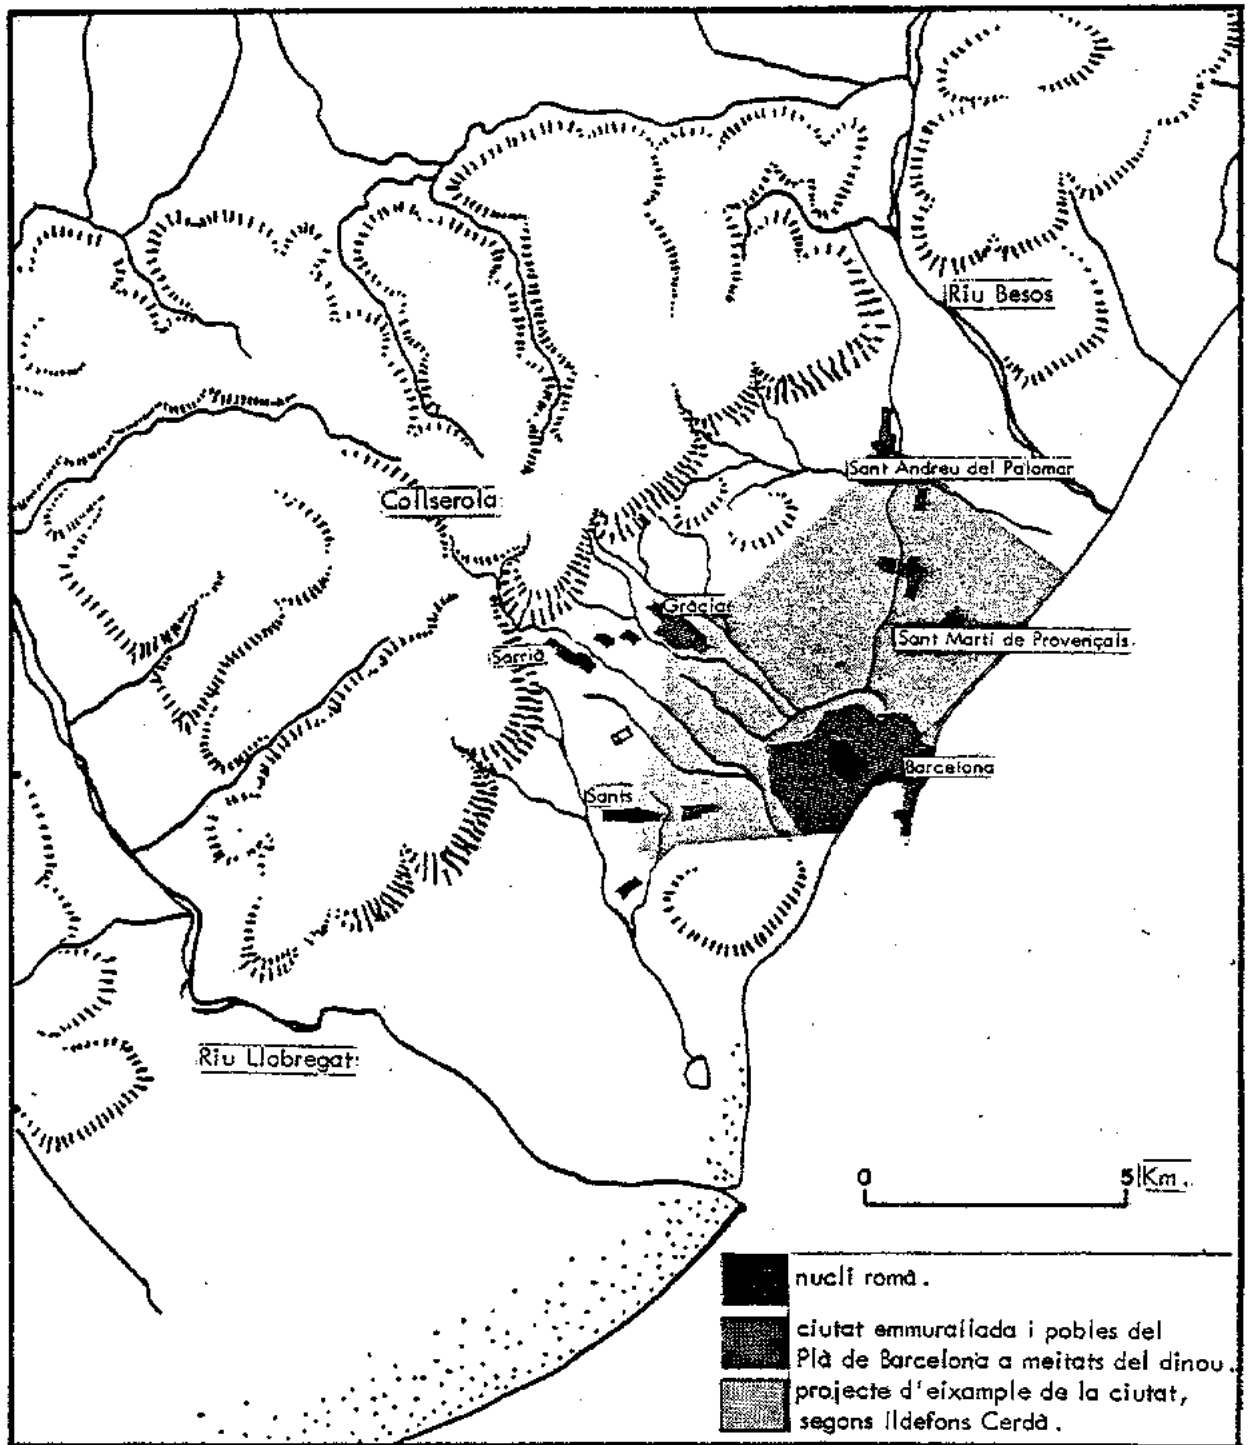 Rĩu Besos
Sant Andreu del Palomar
Collserola
Gràcia
Sant Martí de Provençals.
Sarrià
Barcelona
Sants
Rĩu Llobregat
0 5 Km.
nucli romà.
ciutat emmurallada i pobles del
Plà de Barcelona a meitats del dinou.
projecte d'eixample de la ciutat,
segons Ildefons Cerdà.